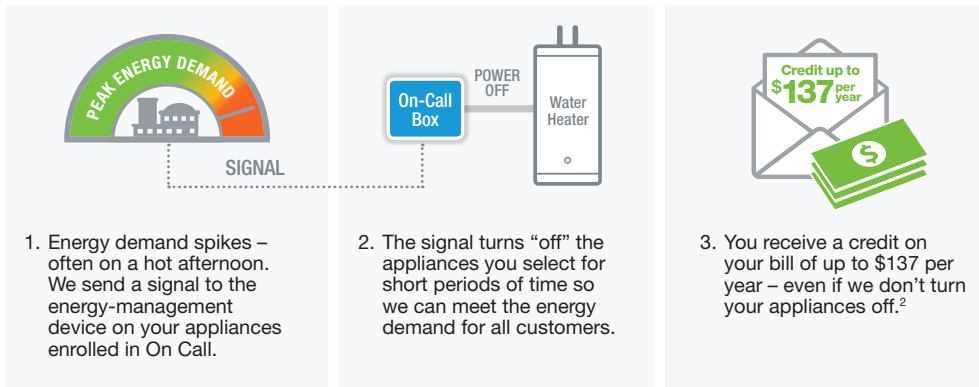 PEAK ENERGY DEMAND
SIGNAL
1. Energy demand spikes –
often on a hot afternoon.
We send a signal to the
energy-management
device on your appliances
enrolled in On Call.
On-Call
Box
POWER
OFF
Water
Heater
2. The signal turns “off” the
appliances you select for
short periods of time so
we can meet the energy
demand for all customers.
Credit up to
$137 per
year
$
3. You receive a credit on
your bill of up to $137 per
year – even if we don’t turn
your appliances off.²